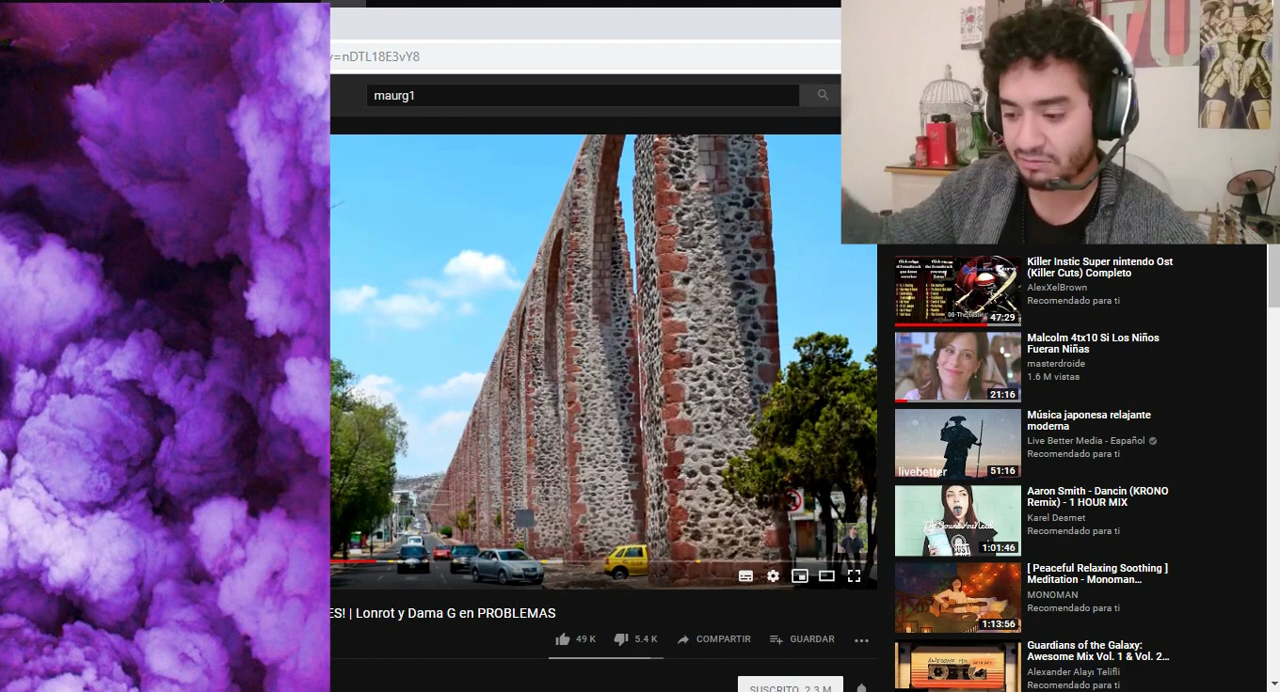 v=nDTL18E3vY8
maurg1
ES! | Lonrot y Dama G en PROBLEMAS
49 K
5.4 K
COMPARTIR
GUARDAR
SUSCRITO 2.3 M
47:29
Killer Instic Super nintendo Ost
(Killer Cuts) Completo
AlexXelBrown
Recomendado para ti
21:16
Malcolm 4tx10 Si Los Niños
Fueran Niñas
masterdroide
1.6 M vistas
livebetter
51:16
Música japonesa relajante
moderna
Live Better Media - Español
Recomendado para ti
1:01:46
Aaron Smith - Dancin (KRONO
Remix) - 1 HOUR MIX
Karel Desmet
Recomendado para ti
1:13:56
[ Peaceful Relaxing Soothing ]
Meditation - Monoman...
MONOMAN
Recomendado para ti
Guardians of the Galaxy:
Awesome Mix Vol. 1 & Vol. 2...
Alexander Alayı Telifli
Recomendado para ti